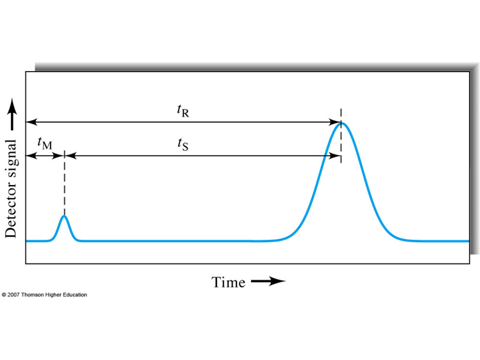 tR
tM
tS
Detector signal
Time
© 2007 Thomson Higher Education